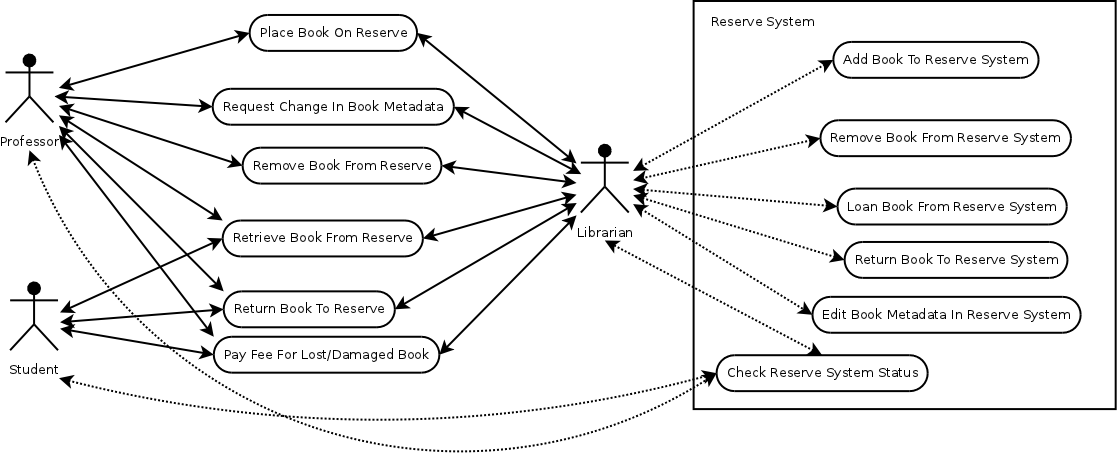 Reserve System
Place Book On Reserve
Add Book To Reserve System
Request Change In Book Metadata
Professor
Remove Book From Reserve System
Remove Book From Reserve
Loan Book From Reserve System
Librarian
Retrieve Book From Reserve
Return Book To Reserve System
Return Book To Reserve
Edit Book Metadata In Reserve System
Pay Fee For Lost/Damaged Book
Student
Check Reserve System Status